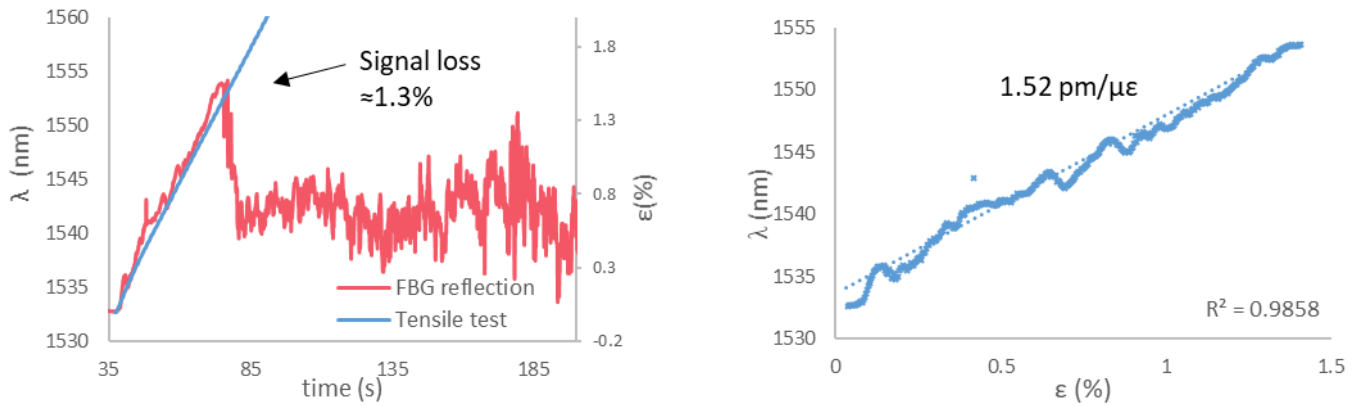 1560
1555
1550
1545
1540
1535
1530
λ (nm)
35
85
135
185
time (s)
1.8
1.3
0.8
0.3
-0.2
ε(%)
Signal loss
≈1.3%
FBG reflection
Tensile test
1555
1550
1545
1540
1535
1530
λ (nm)
0
0.5
1
1.5
ε (%)
1.52 pm/με
R² = 0.9858